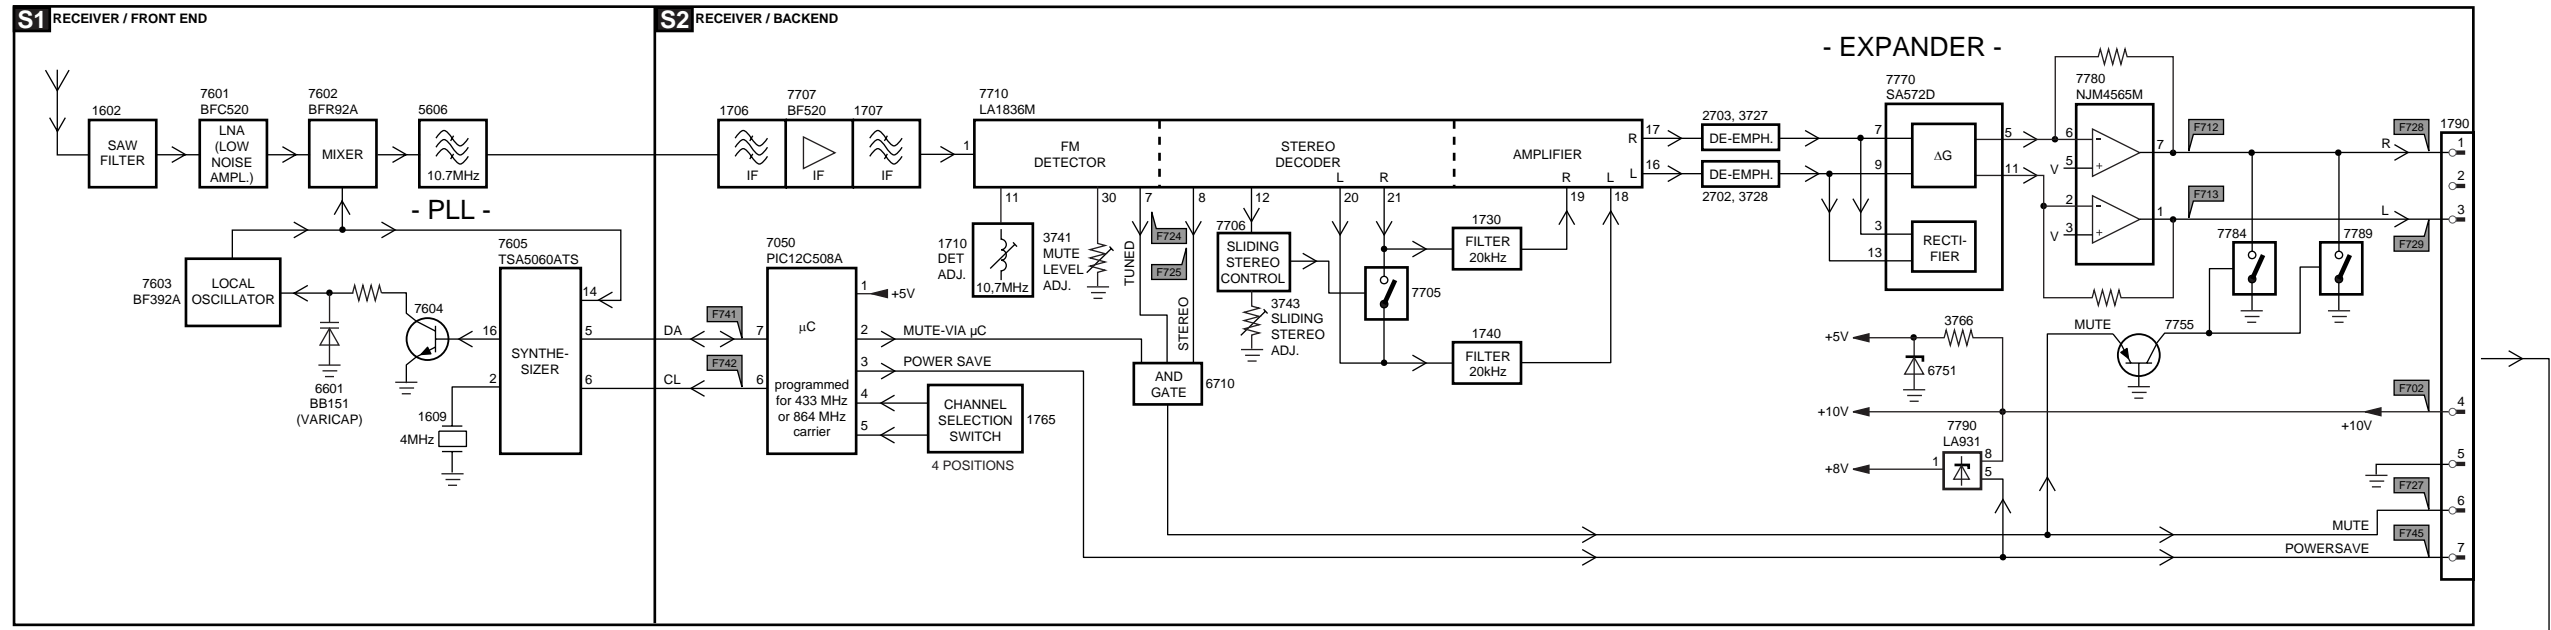 S1 RECEIVER / FRONT END
S2 RECEIVER / BACKEND
- EXPANDER -
1602
SAW
FILTER
7601
BFC520
LNA
(LOW
NOISE
AMPL.)
7602
BFR92A
MIXER
5606
10.7MHz
- PLL -
7603
BF392A
LOCAL
OSCILLATOR
6601
BB151
(VARICAP)
7604
1609
4MHz
7605
TSA5060ATS
14
16
2
5
6
SYNTHE-
SIZER
DA
CL
F741
F742
7050
PIC12C508A
µC
programmed
for 433 MHz
or 864 MHz
carrier
7
6
1
+5V
2
MUTE-VIA µC
3
POWER SAVE
4
5
CHANNEL
SELECTION
SWITCH
1765
4 POSITIONS
1706
IF
7707
BF520
IF
1707
IF
1
7710
LA1836M
FM
DETECTOR
STEREO
DECODER
L
R
AMPLIFIER
R
L
R
L
17
16
11
30
7
8
12
20
21
19
18
1710
DET
ADJ.
10,7MHz
3741
MUTE
LEVEL
ADJ.
TUNED
F724
F725
STEREO
AND
GATE
6710
7706
SLIDING
STEREO
CONTROL
3743
SLIDING
STEREO
ADJ.
7705
1730
FILTER
20kHz
1740
FILTER
20kHz
2703, 3727
DE-EMPH.
DE-EMPH.
2702, 3728
7770
SA572D
7
9
3
13
ΔG
RECTI-
FIER
5
11
7780
NJM4565M
6
5
V
7
2
3
V
1
-
+
-
+
F712
F713
7784
7789
R
L
F728
F729
1790
1
2
3
4
5
6
7
MUTE
7755
3766
+5V
6751
+10V
7790
LA931
+8V
1
8
5
F702
+10V
F727
MUTE
F745
POWERSAVE